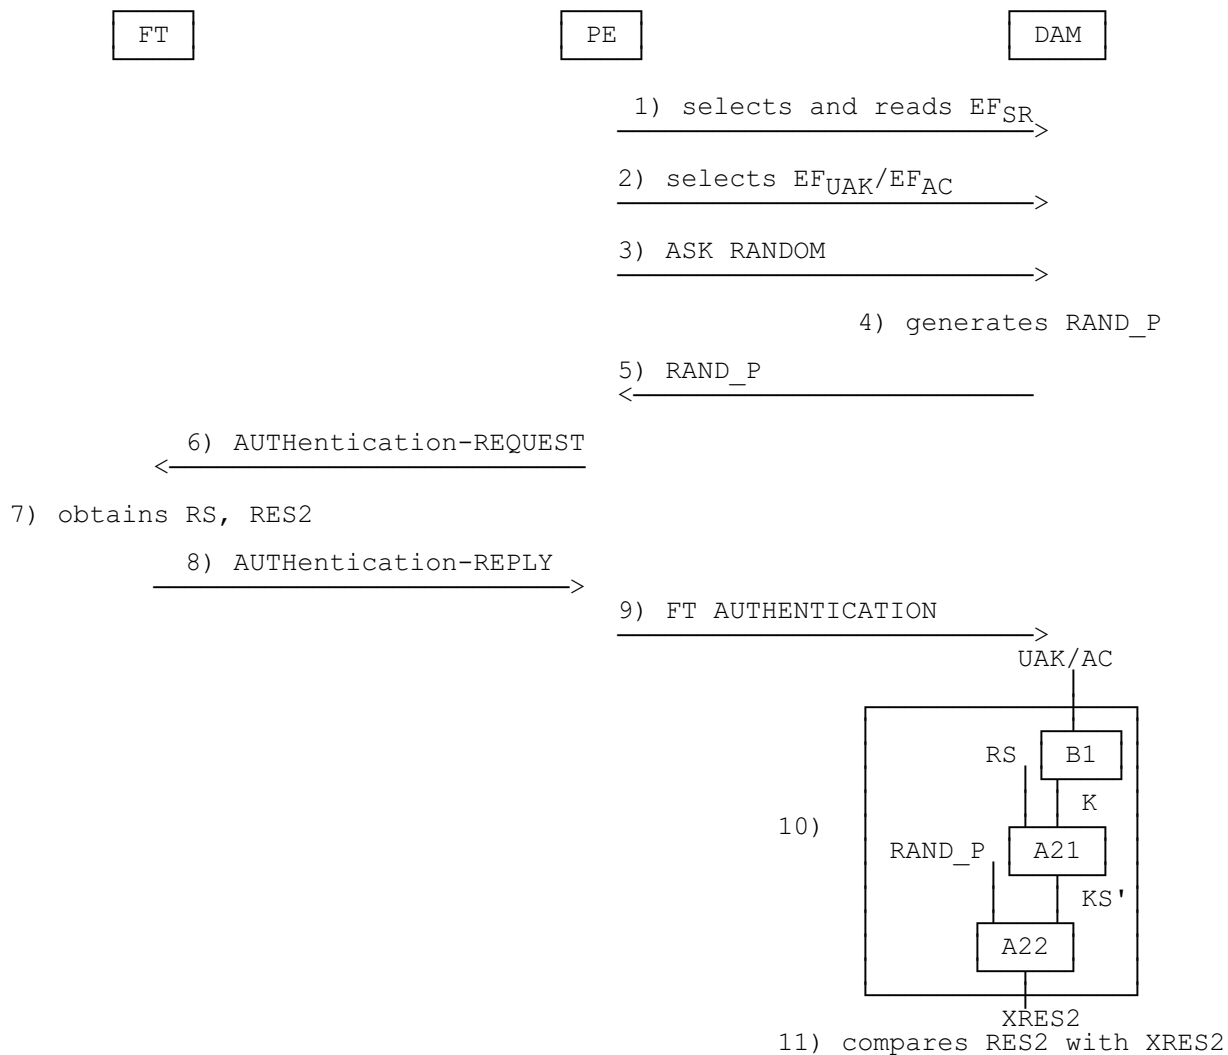 FT PE DAM
1) selects and reads EFSR
2) selects EFUAK/EFAC
3) ASK RANDOM
4) generates RAND_P
5) RAND_P
6) AUTHentication-REQUEST
7) obtains RS, RES2
8) AUTHentication-REPLY
9) FT AUTHENTICATION
UAK/AC
RS B1
K
10)
RAND_P A21
KS'
A22
XRES2
11) compares RES2 with XRES2